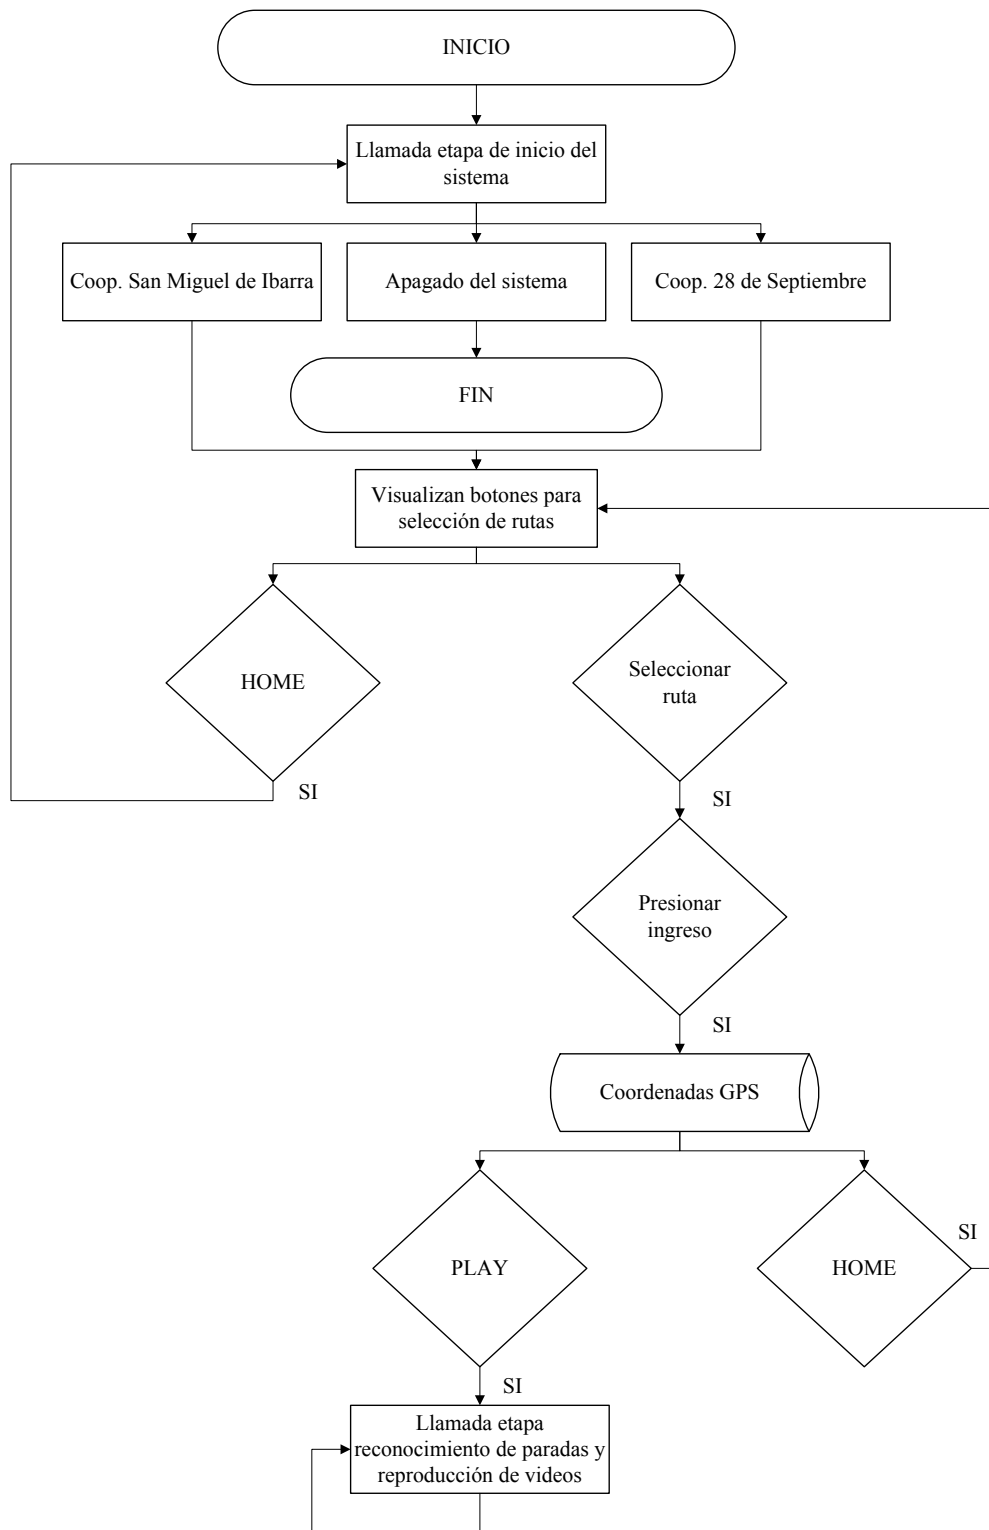 INICIO
Llamada etapa de inicio del
sistema
Coop. San Miguel de Ibarra
Apagado del sistema
Coop. 28 de Septiembre
FIN
Visualizan botones para
selección de rutas
HOME
Seleccionar
ruta
SI
SI
Presionar
ingreso
SI
Coordenadas GPS
PLAY
HOME
SI
SI
Llamada etapa
reconocimiento de paradas y
reproducción de videos